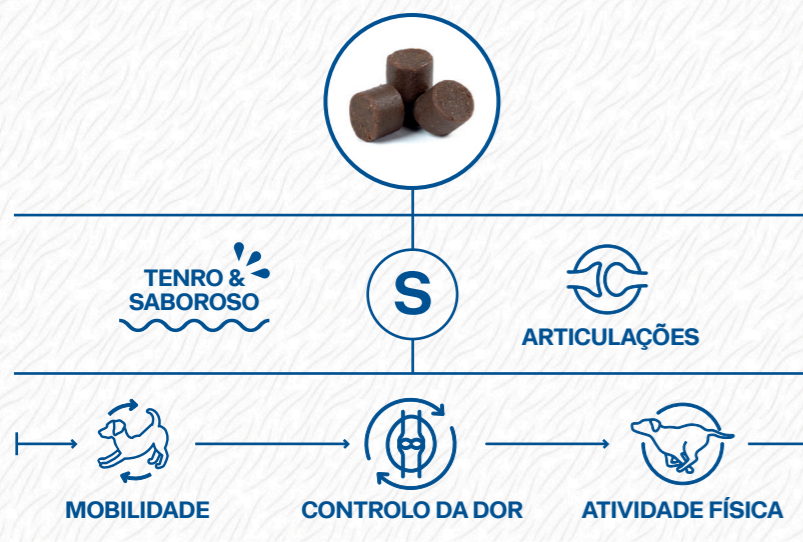 TENRO &
SABOROSO
S
ARTICULAÇÕES
MOBILIDADE
CONTROLO DA DOR
ATIVIDADE FÍSICA